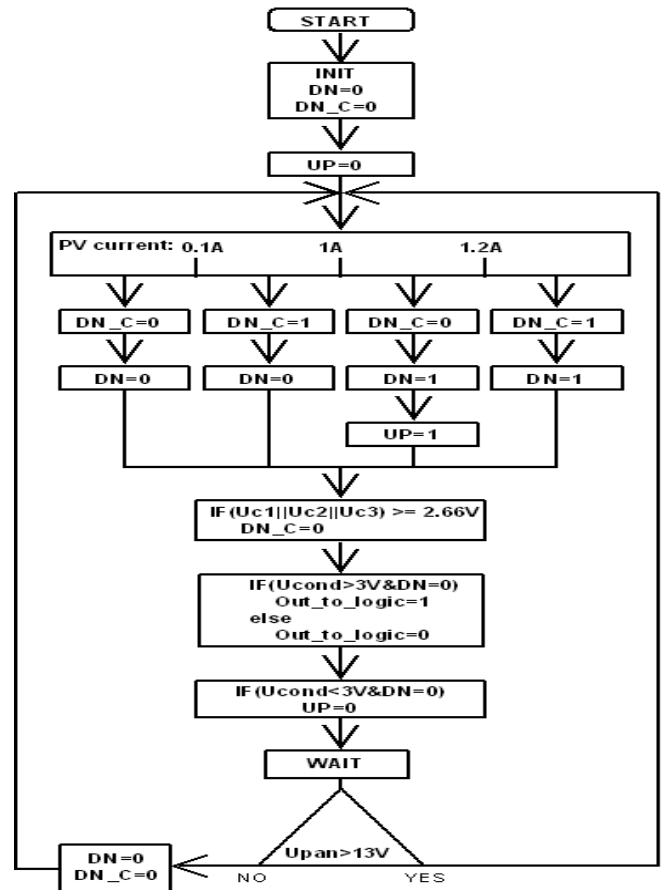 START
INIT
DN=0
DN_C=0
UP=0
PV current: 0.1A 1A 1.2A
DN_C=0 DN_C=1 DN_C=0 DN_C=1
DN=0 DN=0 DN=1 DN=1
UP=1
IF(Uc1||Uc2||Uc3) >= 2.66V
DN_C=0
IF(Ucond>3V&DN=0)
Out_to_logic=1
else
Out_to_logic=0
IF(Ucond<3V&DN=0)
UP=0
WAIT
Upan>13V
DN=0
DN_C=0
NO YES